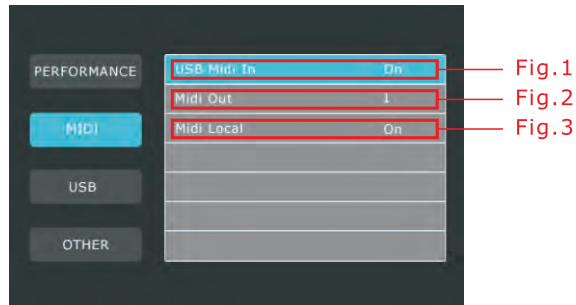 PERFORMANCE
MIDI
USB
OTHER
USB Midi In On
Midi Out 1
Midi Local On
Fig.1
Fig.2
Fig.3